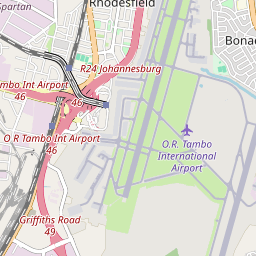 Rhodesfield
Spartan
Bonae
R24 Johannesburg
ambo Int Airport
46
46
O.R. Tambo
International
Airport
O R Tambo Int Airport
46
Griffiths Road
49